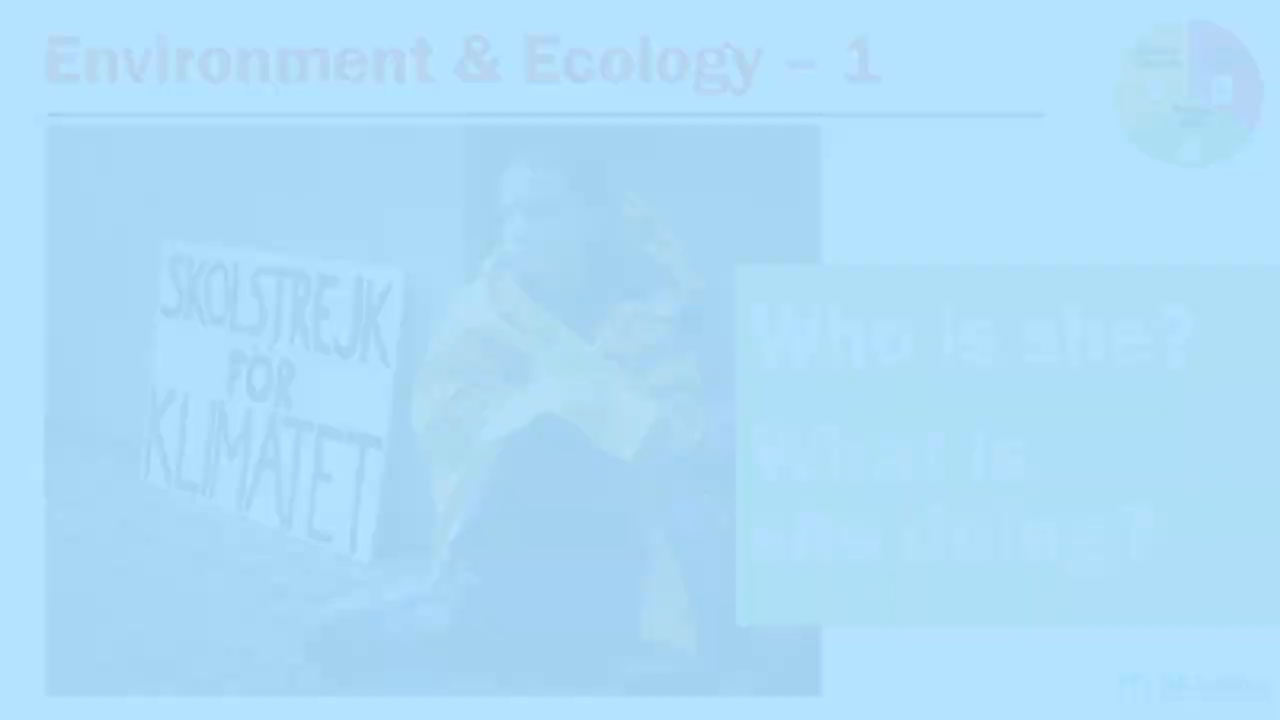 Environment & Ecology – 1
SKOLSTREJK
FÖR
KLIMATET
Who is she?
What is
she doing?